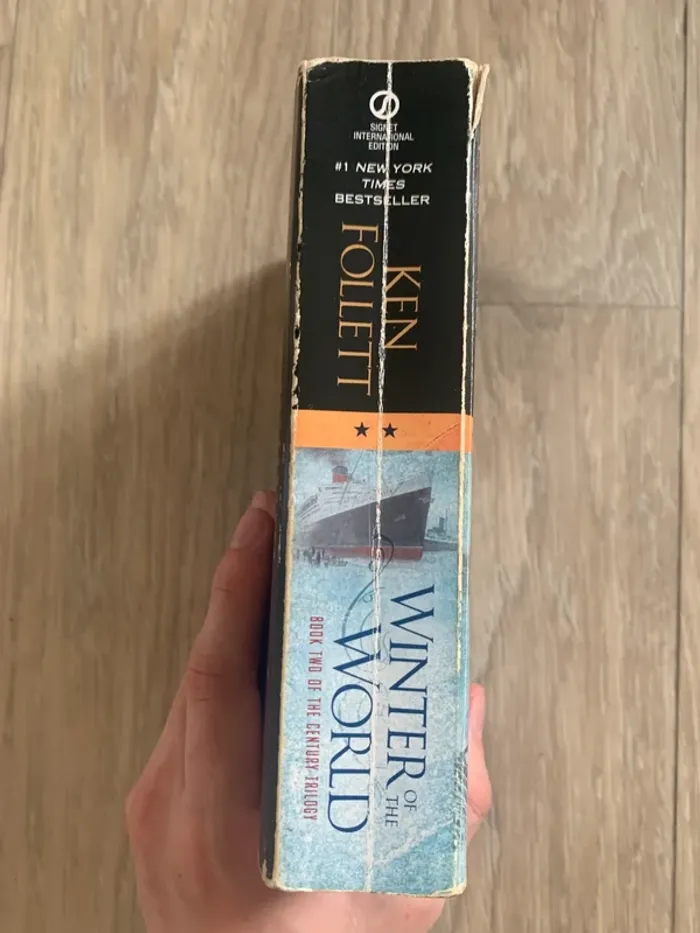 SIGNET
INTERNATIONAL
EDITION
#1 NEW YORK
TIMES
BESTSELLER
KEN
FOLLETT
WINTER OF THE
WORLD
BOOK TWO OF THE CENTURY TRILOGY